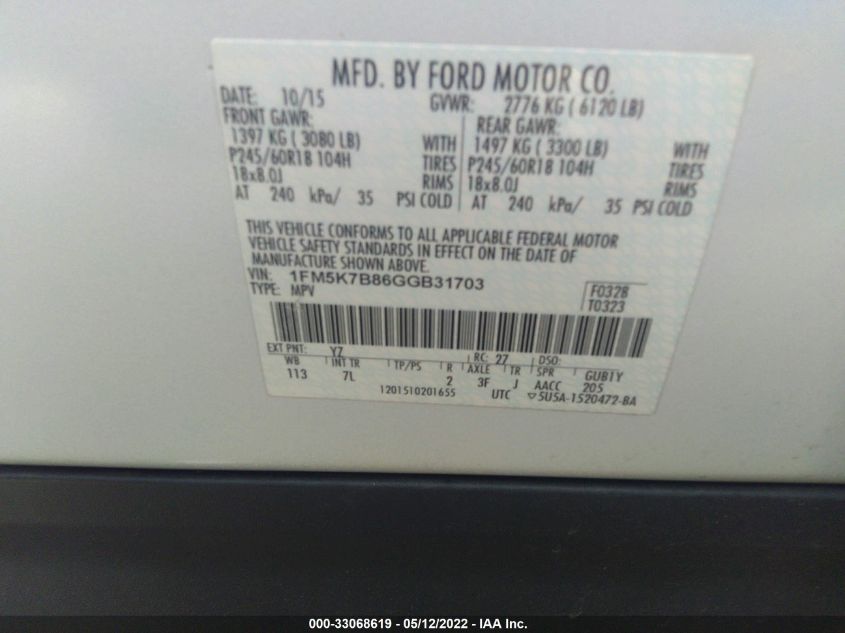 MFD. BY FORD MOTOR CO.
DATE: 10/15 GVWR: 2776 KG ( 6120 LB)
FRONT GAWR: REAR GAWR:
1397 KG ( 3080 LB) WITH 1497 KG ( 3300 LB) WITH
P245/60R18 104H TIRES P245/60R18 104H TIRES
18x8.0J RIMS 18x8.0J RIMS
AT 240 kPa/ 35 PSI COLD AT 240 kPa/ 35 PSI COLD
THIS VEHICLE CONFORMS TO ALL APPLICABLE FEDERAL MOTOR
VEHICLE SAFETY STANDARDS IN EFFECT ON THE DATE OF
MANUFACTURE SHOWN ABOVE.
VIN: 1FM5K7B86GGB31703
TYPE: MPV
F0328
T0323
EXT PNT: YZ RC: 27 DSO:
WB INT TR TP/PS R AXLE TR SPR GUB1Y
113 7L 2 3F J AACC 205
1201510201655 UTC ▽5U5A-1520472-BA
000-33068619 - 05/12/2022 - IAA Inc.